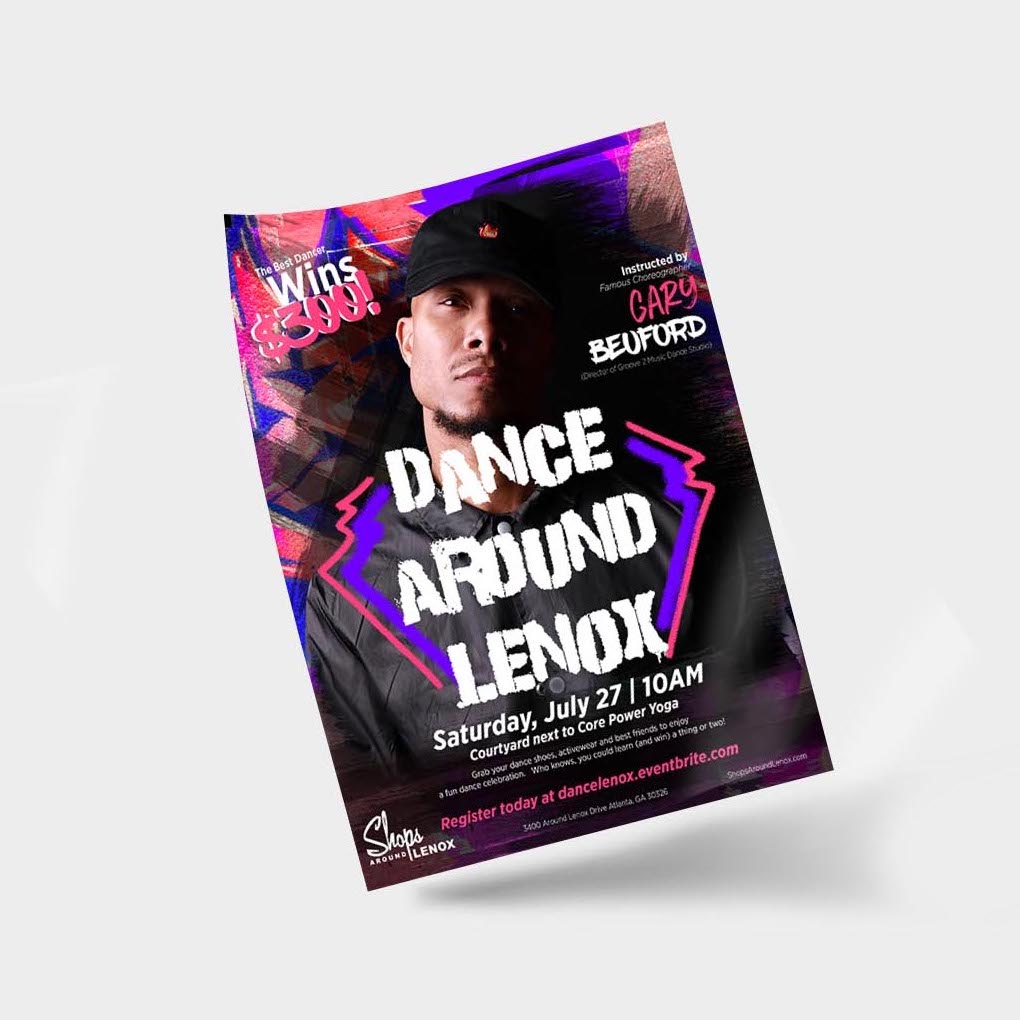 The Best Dancer
Wins
$300!
Instructed by
Famous Choreographer
GARY
BEUFORD
(Director of Groove 2 Music Dance Studio)
DANCE
AROUND
LENOX
Saturday, July 27 | 10AM
Courtyard next to Core Power Yoga
Grab your dance shoes, activewear and best friends to enjoy
a fun dance celebration. Who knows, you could learn (and win) a thing or two!
Register today at dancelenox.eventbrite.com
3400 Around Lenox Drive Atlanta, GA 30326
ShopsAroundLenox.com
Shops
AROUND LENOX